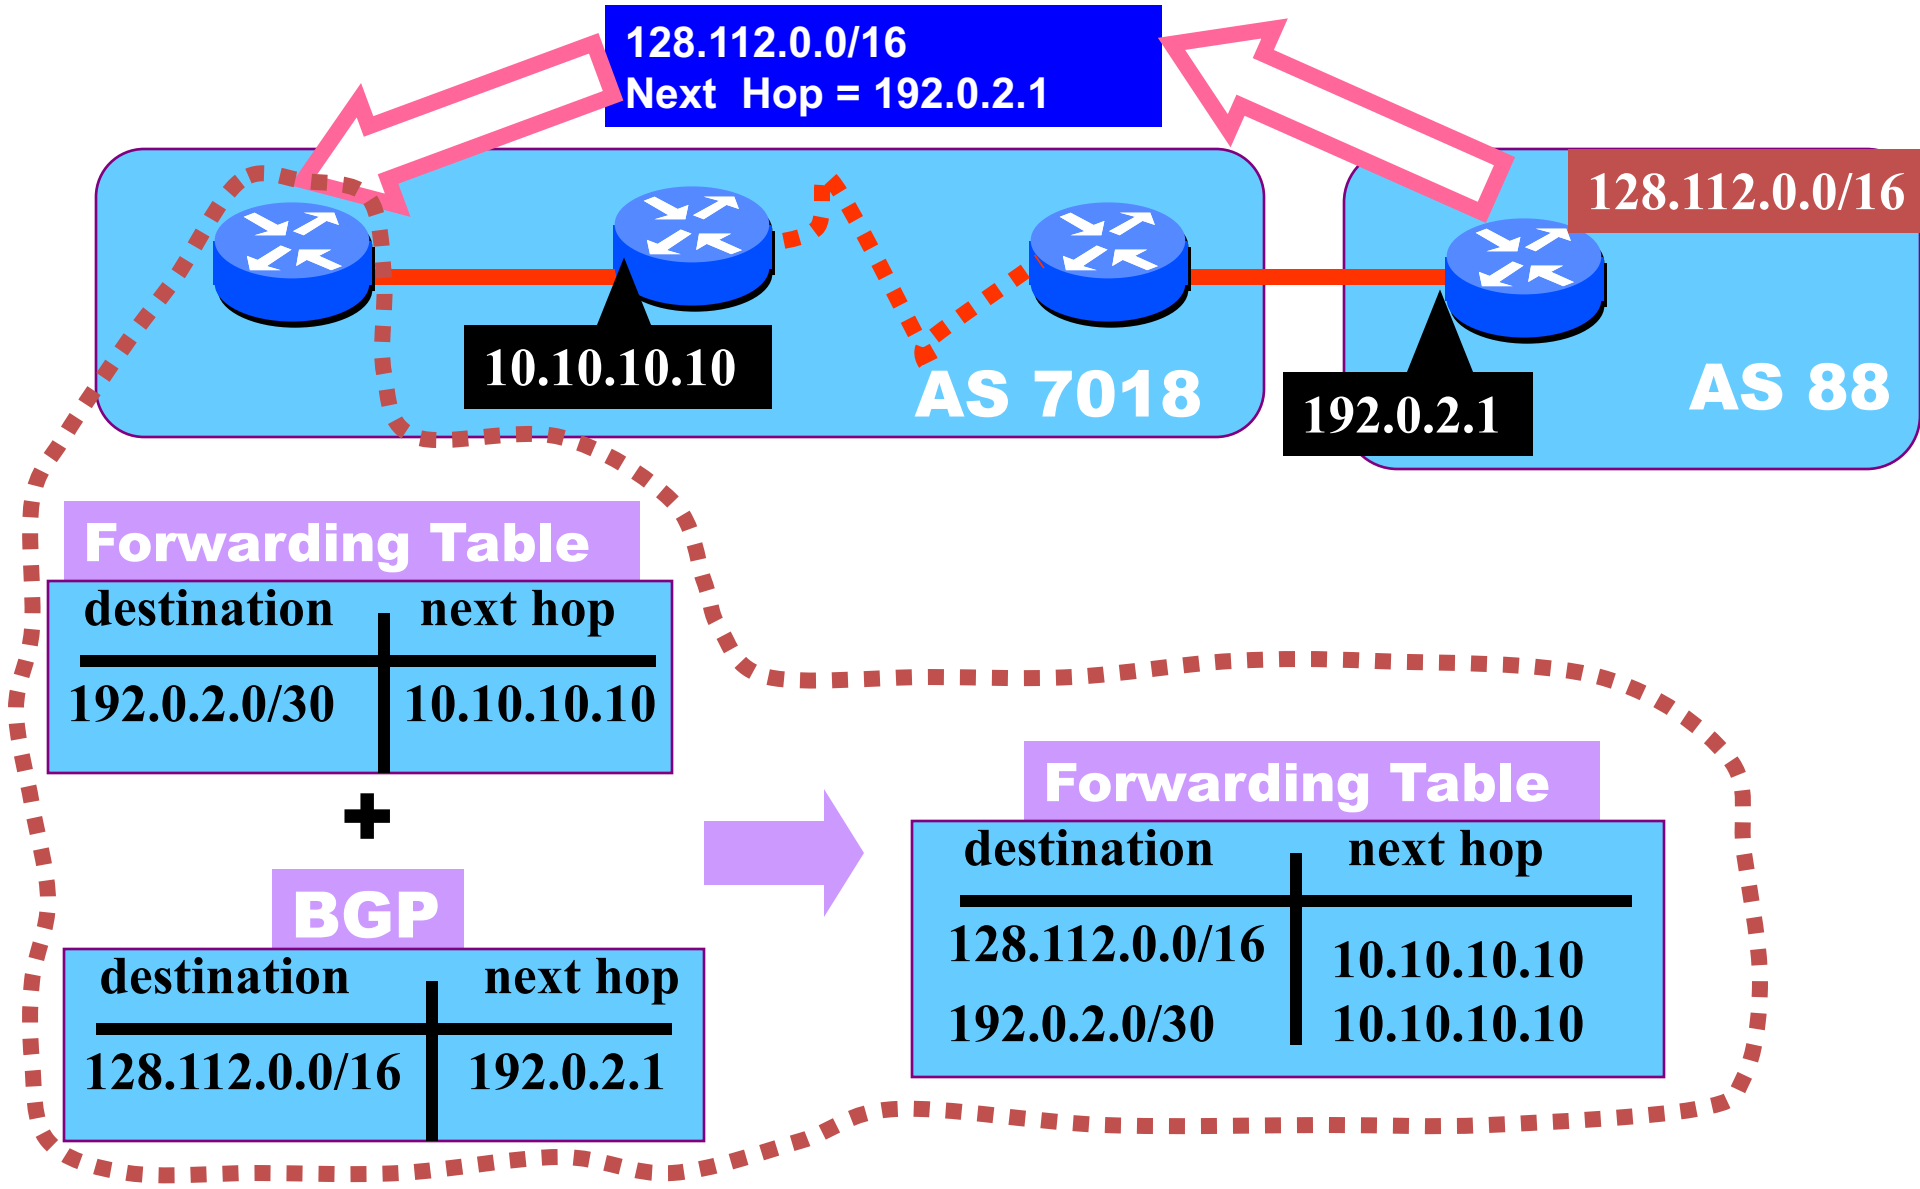 128.112.0.0/16
Next Hop = 192.0.2.1
128.112.0.0/16
10.10.10.10
AS 7018
192.0.2.1
AS 88
Forwarding Table
destination next hop
192.0.2.0/30 10.10.10.10
+
BGP
destination next hop
128.112.0.0/16 192.0.2.1
Forwarding Table
destination next hop
128.112.0.0/16 10.10.10.10
192.0.2.0/30 10.10.10.10